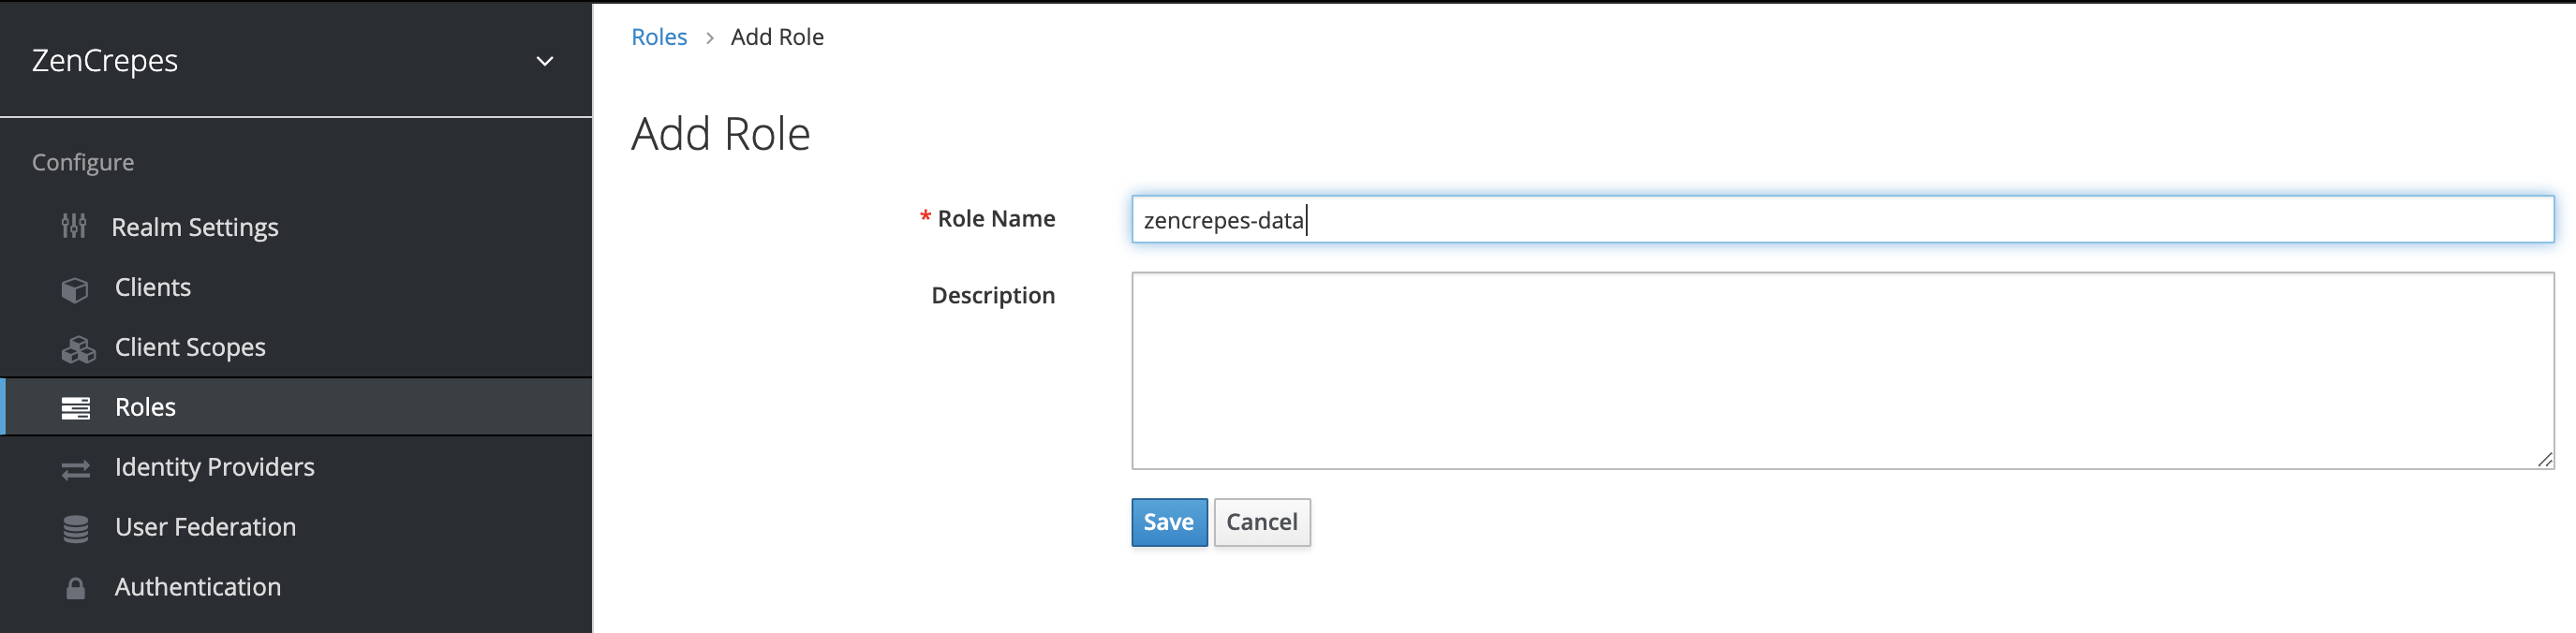 ZenCrepes
Configure
Realm Settings
Clients
Client Scopes
Roles
Identity Providers
User Federation
Authentication
Roles > Add Role
Add Role
* Role Name
zencrepes-data
Description
Save Cancel